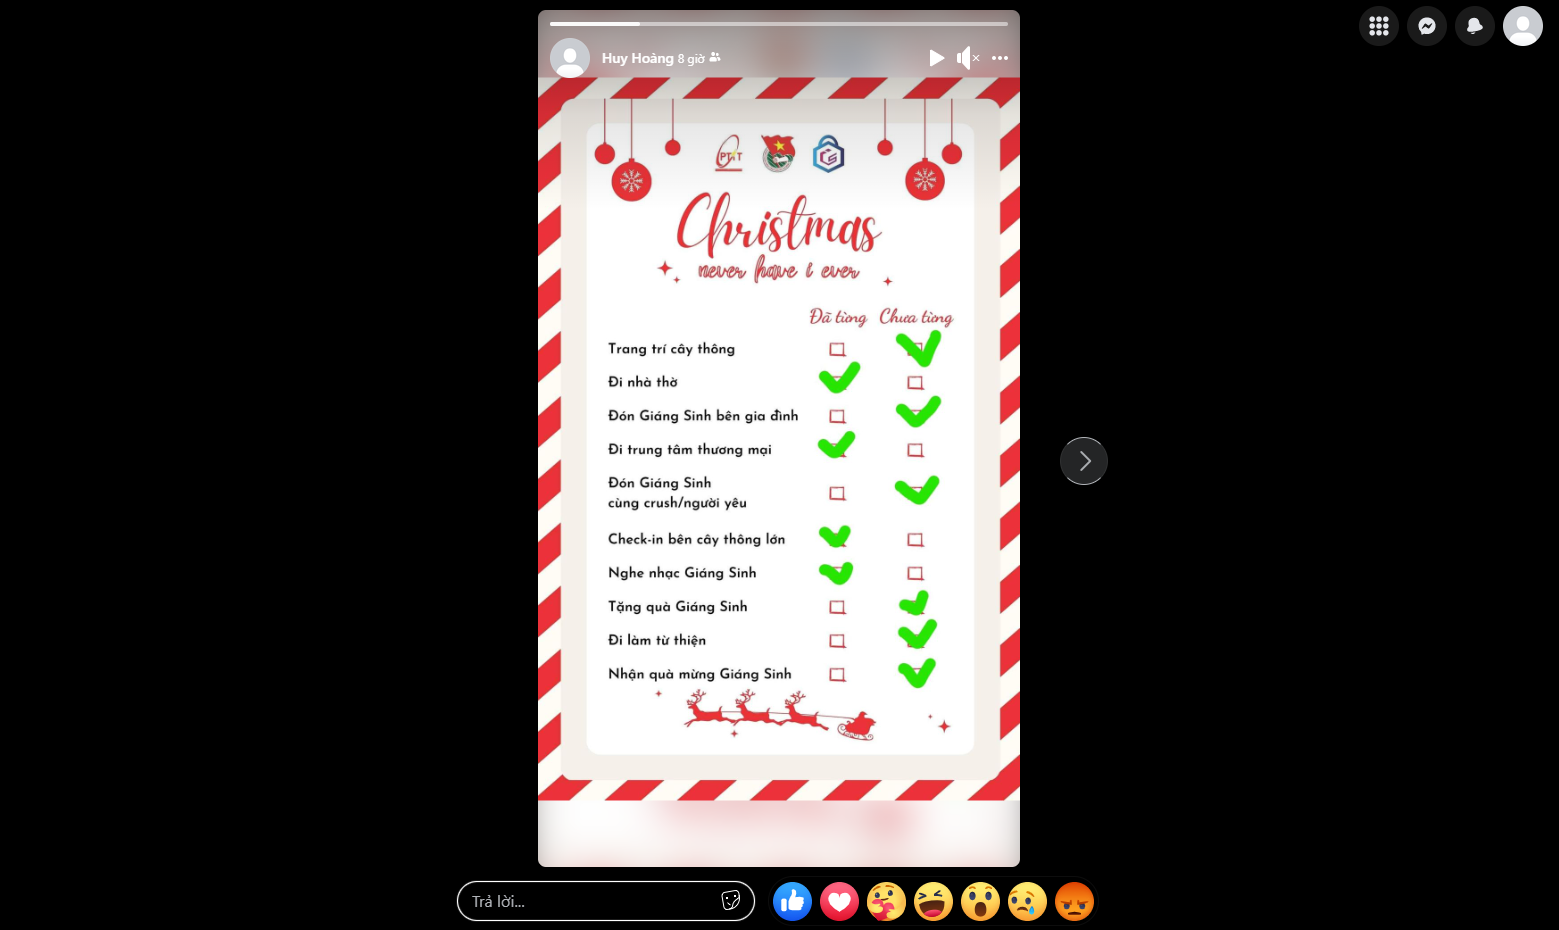 Huy Hoàng 8 giờ
PTIT
CS
Christmas
never have i ever
Đã từng Chưa từng
Trang trí cây thông
Đi nhà thờ
Đón Giáng Sinh bên gia đình
Đi trung tâm thương mại
Đón Giáng Sinh
cùng crush/người yêu
Check-in bên cây thông lớn
Nghe nhạc Giáng Sinh
Tặng quà Giáng Sinh
Đi làm từ thiện
Nhận quà mừng Giáng Sinh
Trả lời...